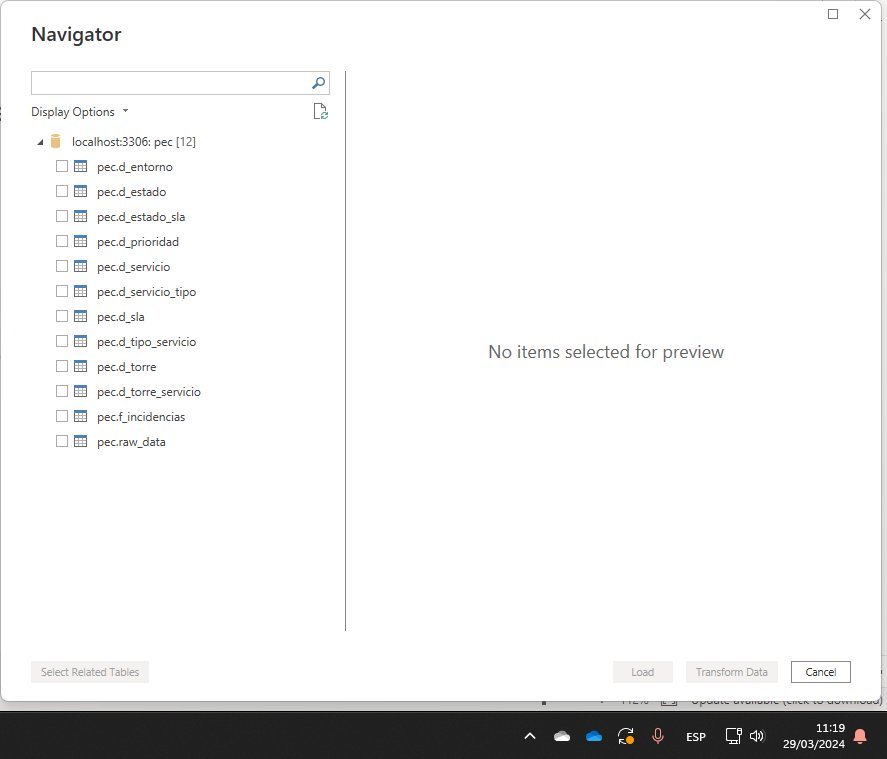 Navigator
Display Options
localhost:3306: pec [12]
pec.d_entorno
pec.d_estado
pec.d_estado_sla
pec.d_prioridad
pec.d_servicio
pec.d_servicio_tipo
pec.d_sla
pec.d_tipo_servicio
pec.d_torre
pec.d_torre_servicio
pec.f_incidencias
pec.raw_data
No items selected for preview
Select Related Tables
Load
Transform Data
Cancel
Update available (click to download)
ESP
11:19
29/03/2024